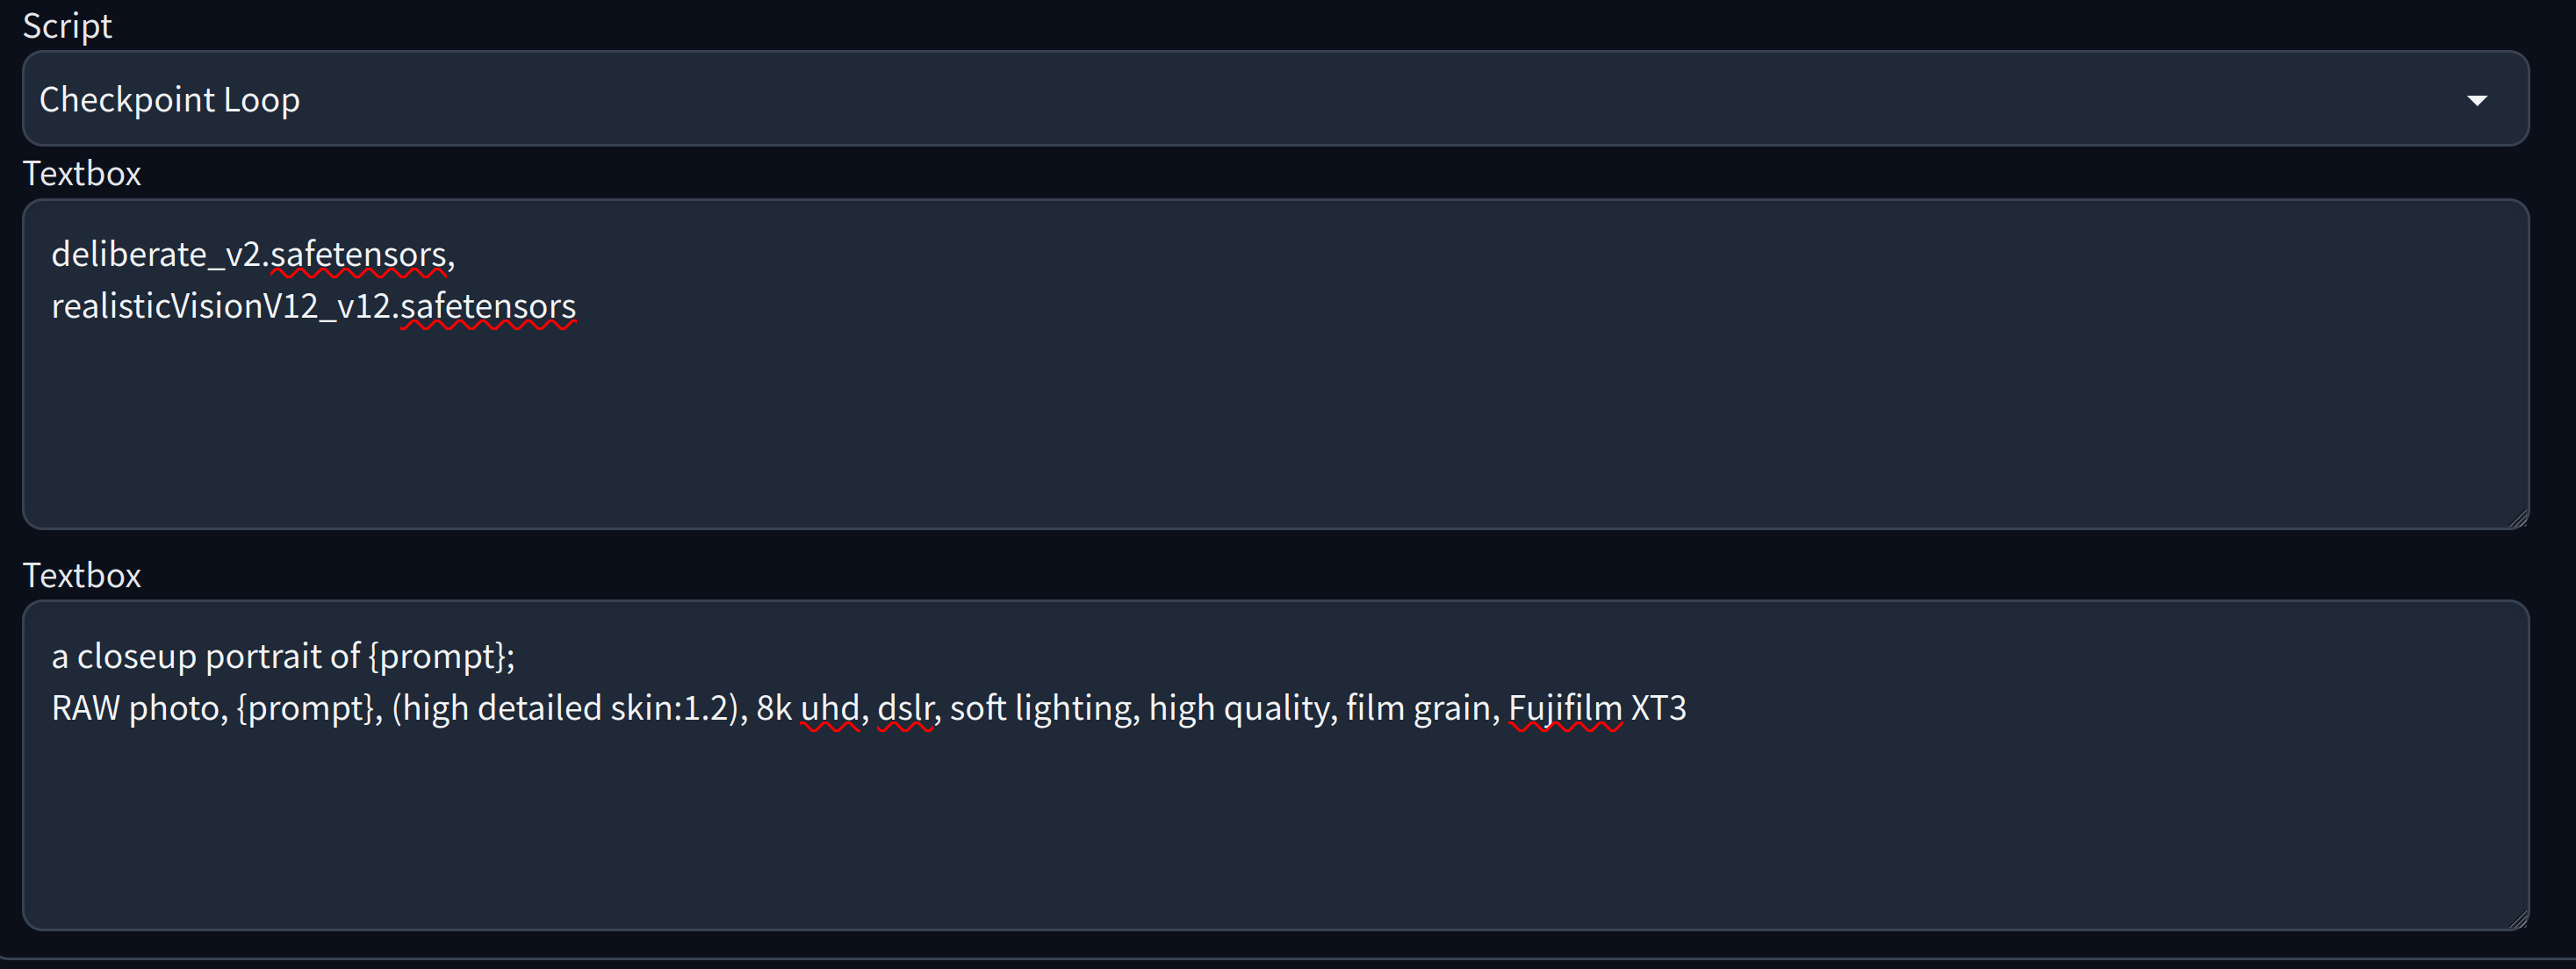 Script
Checkpoint Loop
Textbox
deliberate_v2.safetensors,
realisticVisionV12_v12.safetensors
Textbox
a closeup portrait of {prompt};
RAW photo, {prompt}, (high detailed skin:1.2), 8k uhd, dslr, soft lighting, high quality, film grain, Fujifilm XT3